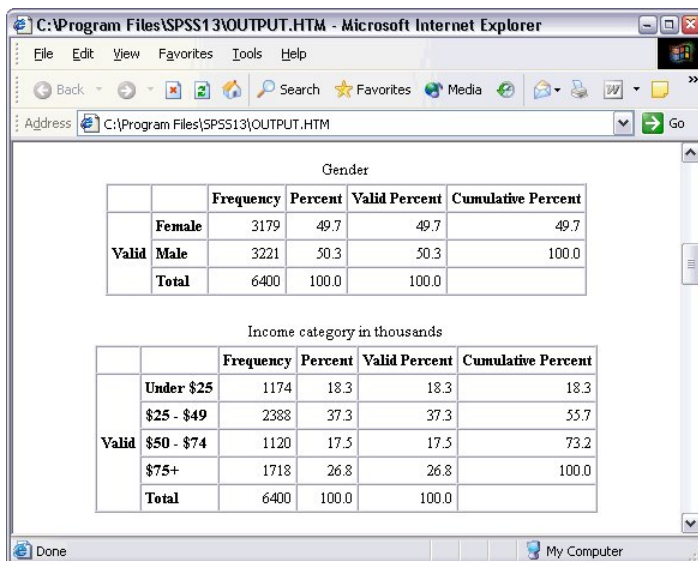 C:\Program Files\SPSS13\OUTPUT.HTM - Microsoft Internet Explorer
File Edit View Favorites Tools Help
Back Search Favorites Media W »
Address C:\Program Files\SPSS13\OUTPUT.HTM Go
Gender
Frequency Percent Valid Percent Cumulative Percent
Valid Female 3179 49.7 49.7 49.7
Male 3221 50.3 50.3 100.0
Total 6400 100.0 100.0
Income category in thousands
Frequency Percent Valid Percent Cumulative Percent
Valid Under $25 1174 18.3 18.3 18.3
$25 - $49 2388 37.3 37.3 55.7
$50 - $74 1120 17.5 17.5 73.2
$75+ 1718 26.8 26.8 100.0
Total 6400 100.0 100.0
Done My Computer